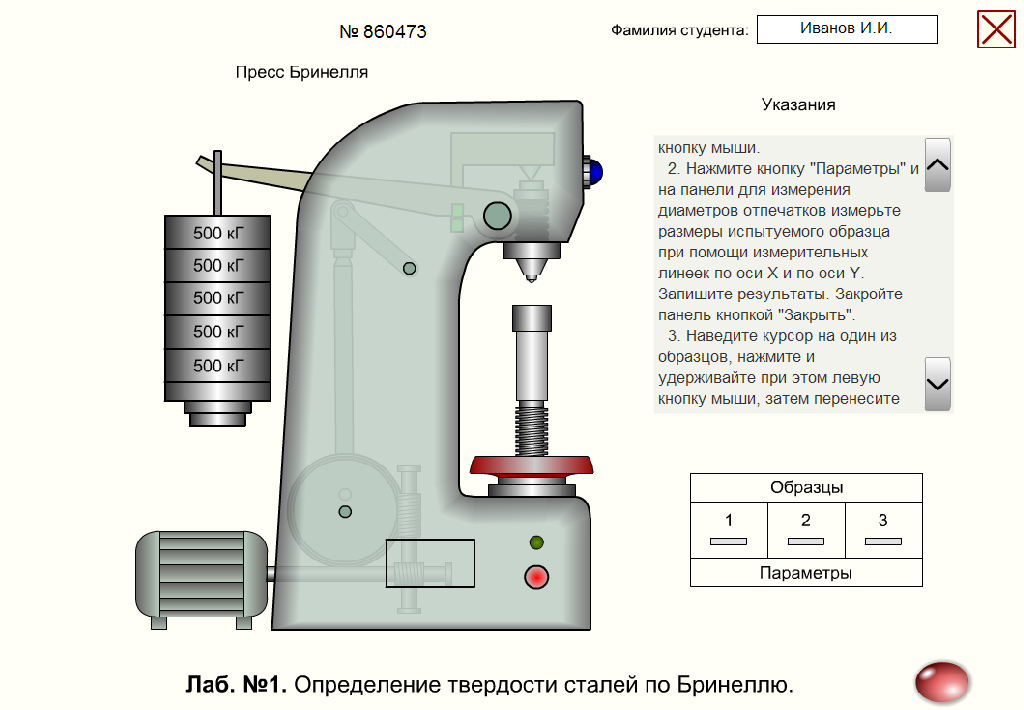 № 860473
Фамилия студента:
Иванов И.И.
Пресс Бринелля
Указания
кнопку мыши.
2. Нажмите кнопку "Параметры" и
на панели для измерения
диаметров отпечатков измерьте
размеры испытуемого образца
при помощи измерительных
линеек по оси X и по оси Y.
Запишите результаты. Закройте
панель кнопкой "Закрыть".
3. Наведите курсор на один из
образцов, нажмите и
удерживайте при этом левую
кнопку мыши, затем перенесите
500 кГ
500 кГ
500 кГ
500 кГ
500 кГ
Образцы
1 2 3
Параметры
Лаб. №1. Определение твердости сталей по Бринеллю.